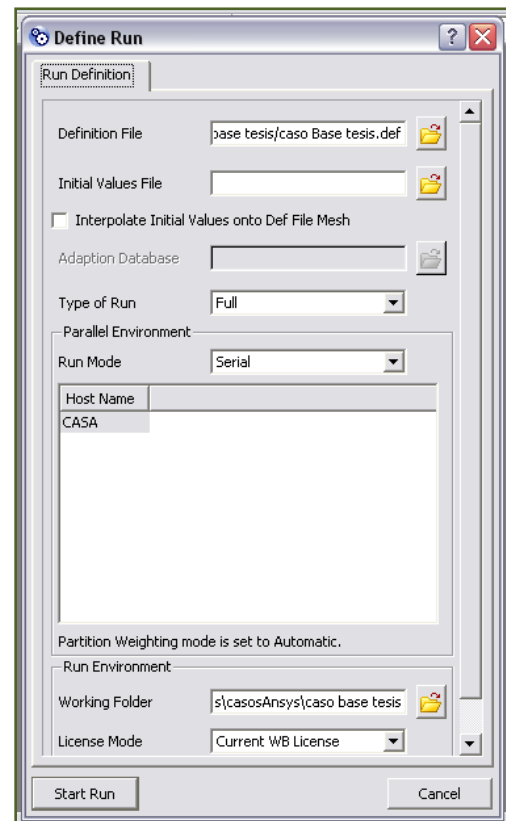 Define Run
Run Definition
Definition File base tesis/caso Base tesis.def
Initial Values File
Interpolate Initial Values onto Def File Mesh
Adaption Database
Type of Run Full
Parallel Environment
Run Mode Serial
Host Name
CASA
Partition Weighting mode is set to Automatic.
Run Environment
Working Folder s\casosAnsys\caso base tesis
License Mode Current WB License
Start Run Cancel